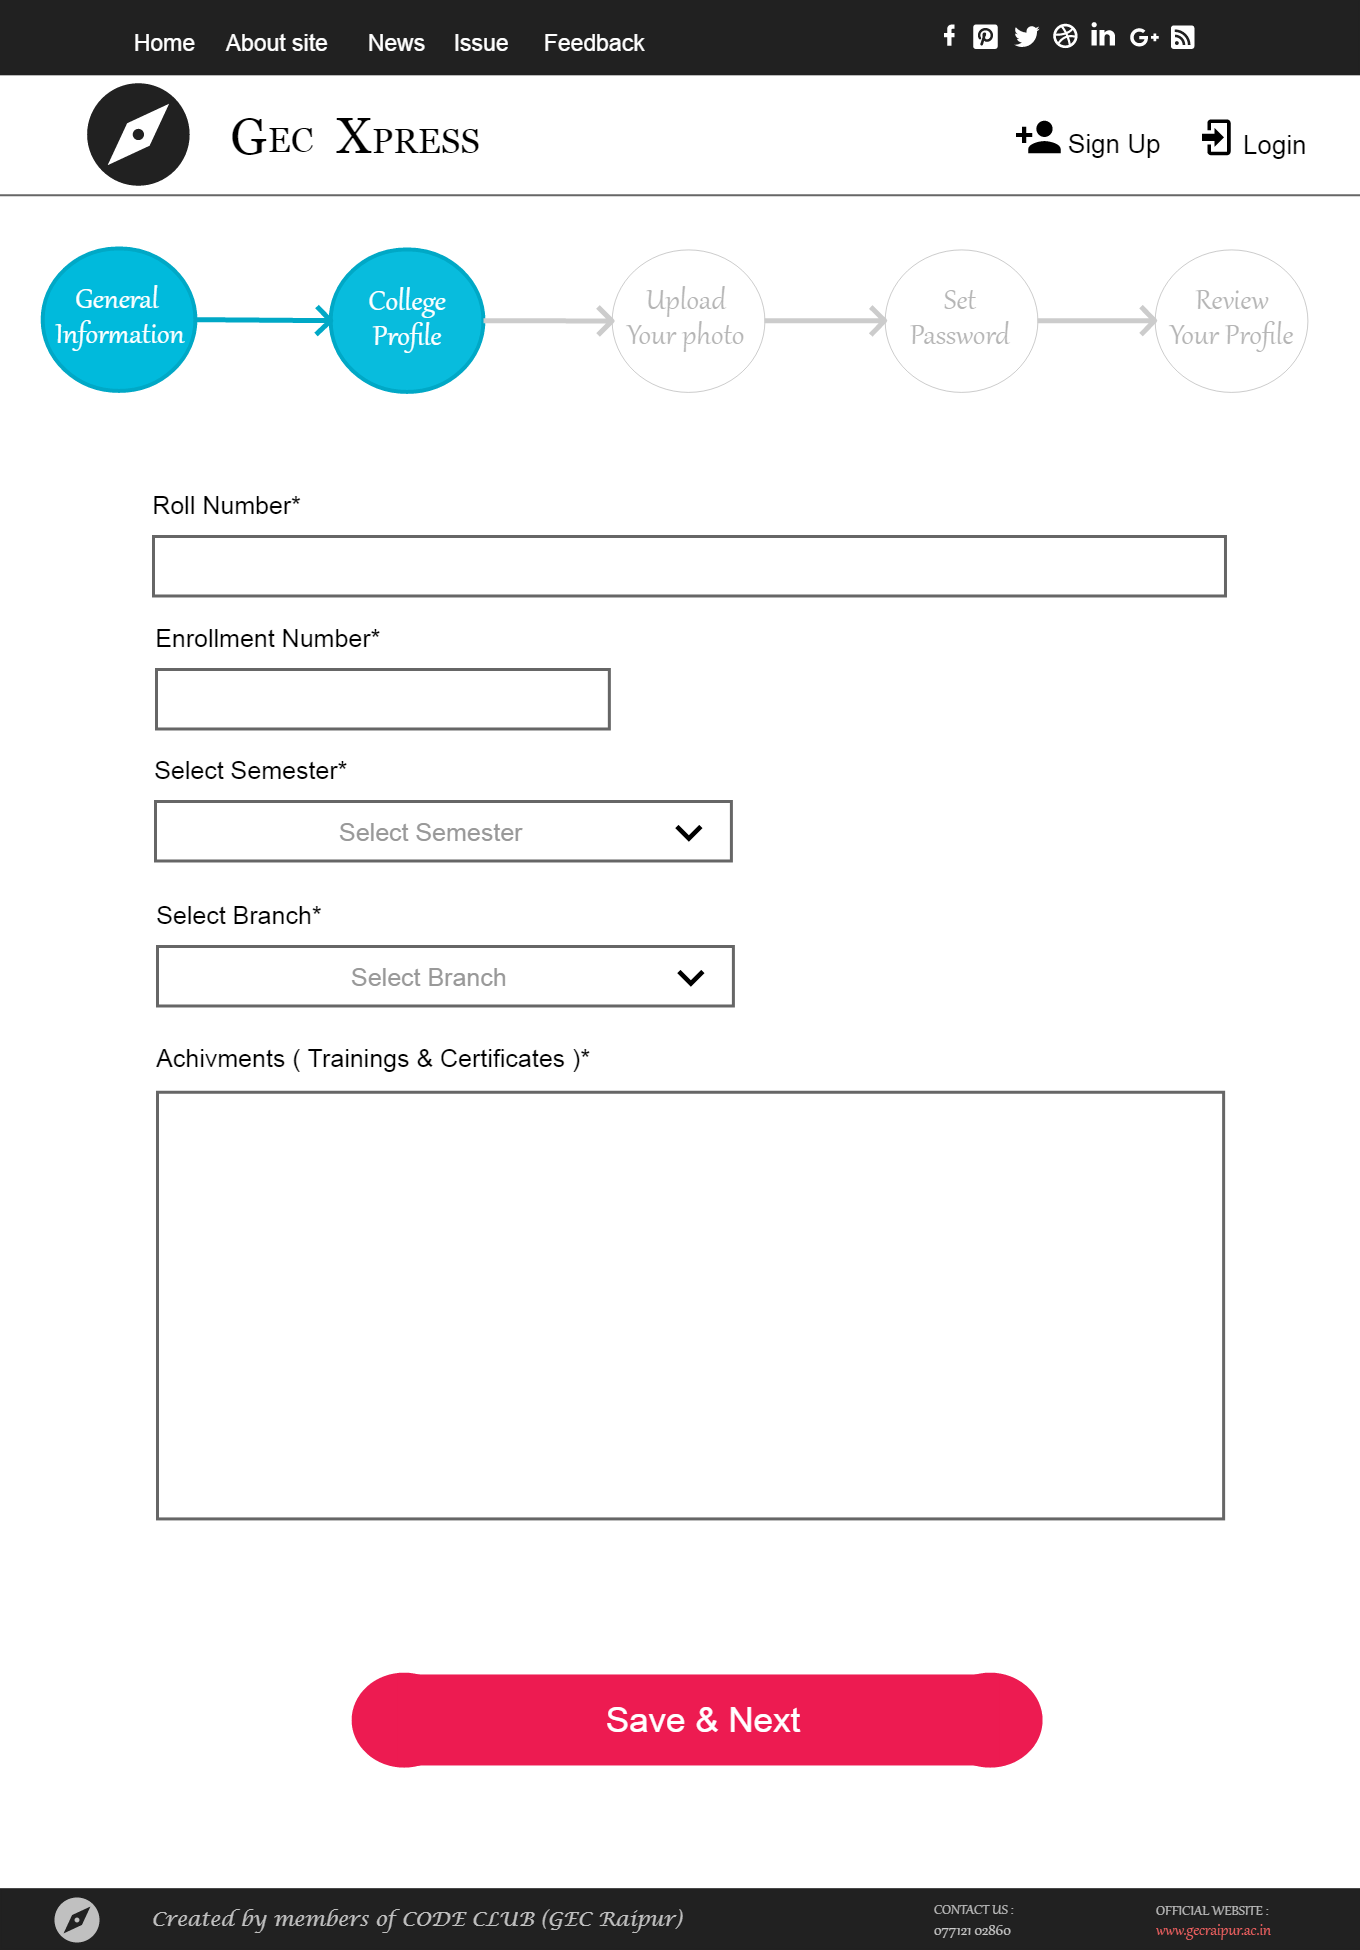 Home About site News Issue Feedback
Gec Xpress
Sign Up Login
General
Information
College
Profile
Upload
Your photo
Set
Password
Review
Your Profile
Roll Number*
Enrollment Number*
Select Semester*
Select Semester
Select Branch*
Select Branch
Achivments ( Trainings & Certificates )*
Save & Next
Created by members of CODE CLUB (GEC Raipur)
CONTACT US :
077121 02860
OFFICIAL WEBSITE :
www.gecraipur.ac.in